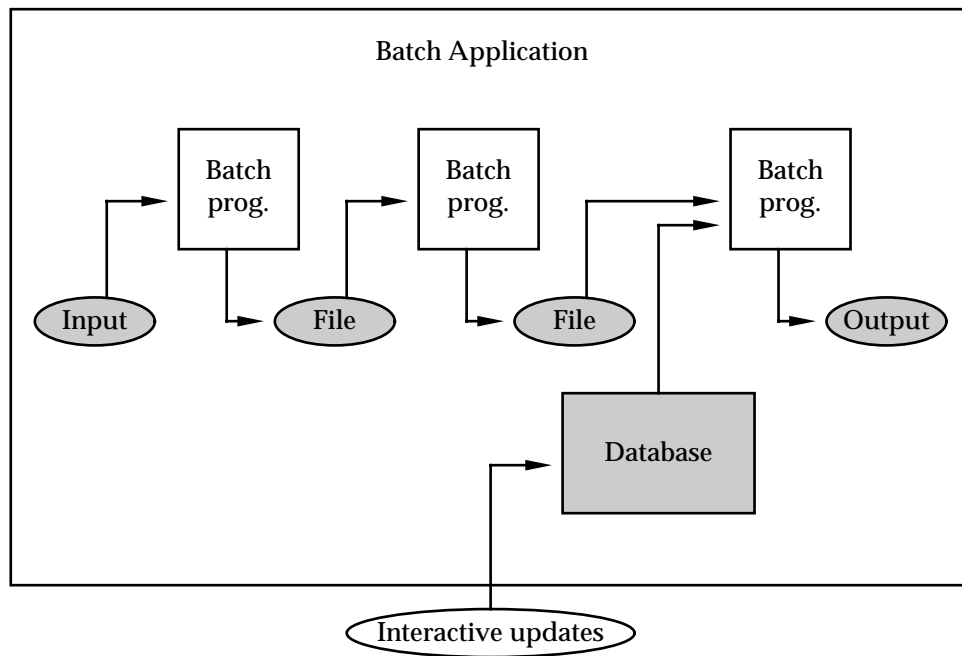 Batch Application
Batch
prog.
Batch
prog.
Batch
prog.
Input
File
File
Output
Database
Interactive updates